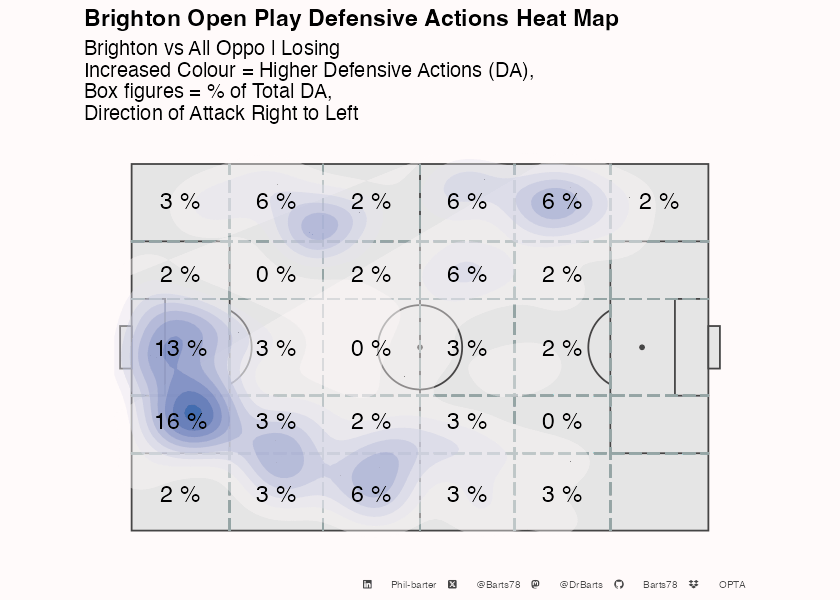 Brighton Open Play Defensive Actions Heat Map
Brighton vs All Oppo | Losing
Increased Colour = Higher Defensive Actions (DA),
Box figures = % of Total DA,
Direction of Attack Right to Left
3 % 6 % 2 % 6 % 6 % 2 %
2 % 0 % 2 % 6 % 2 %
13 % 3 % 0 % 3 % 2 %
16 % 3 % 2 % 3 % 0 %
2 % 3 % 6 % 3 % 3 %
Phil-barter @Barts78 @DrBarts Barts78 OPTA